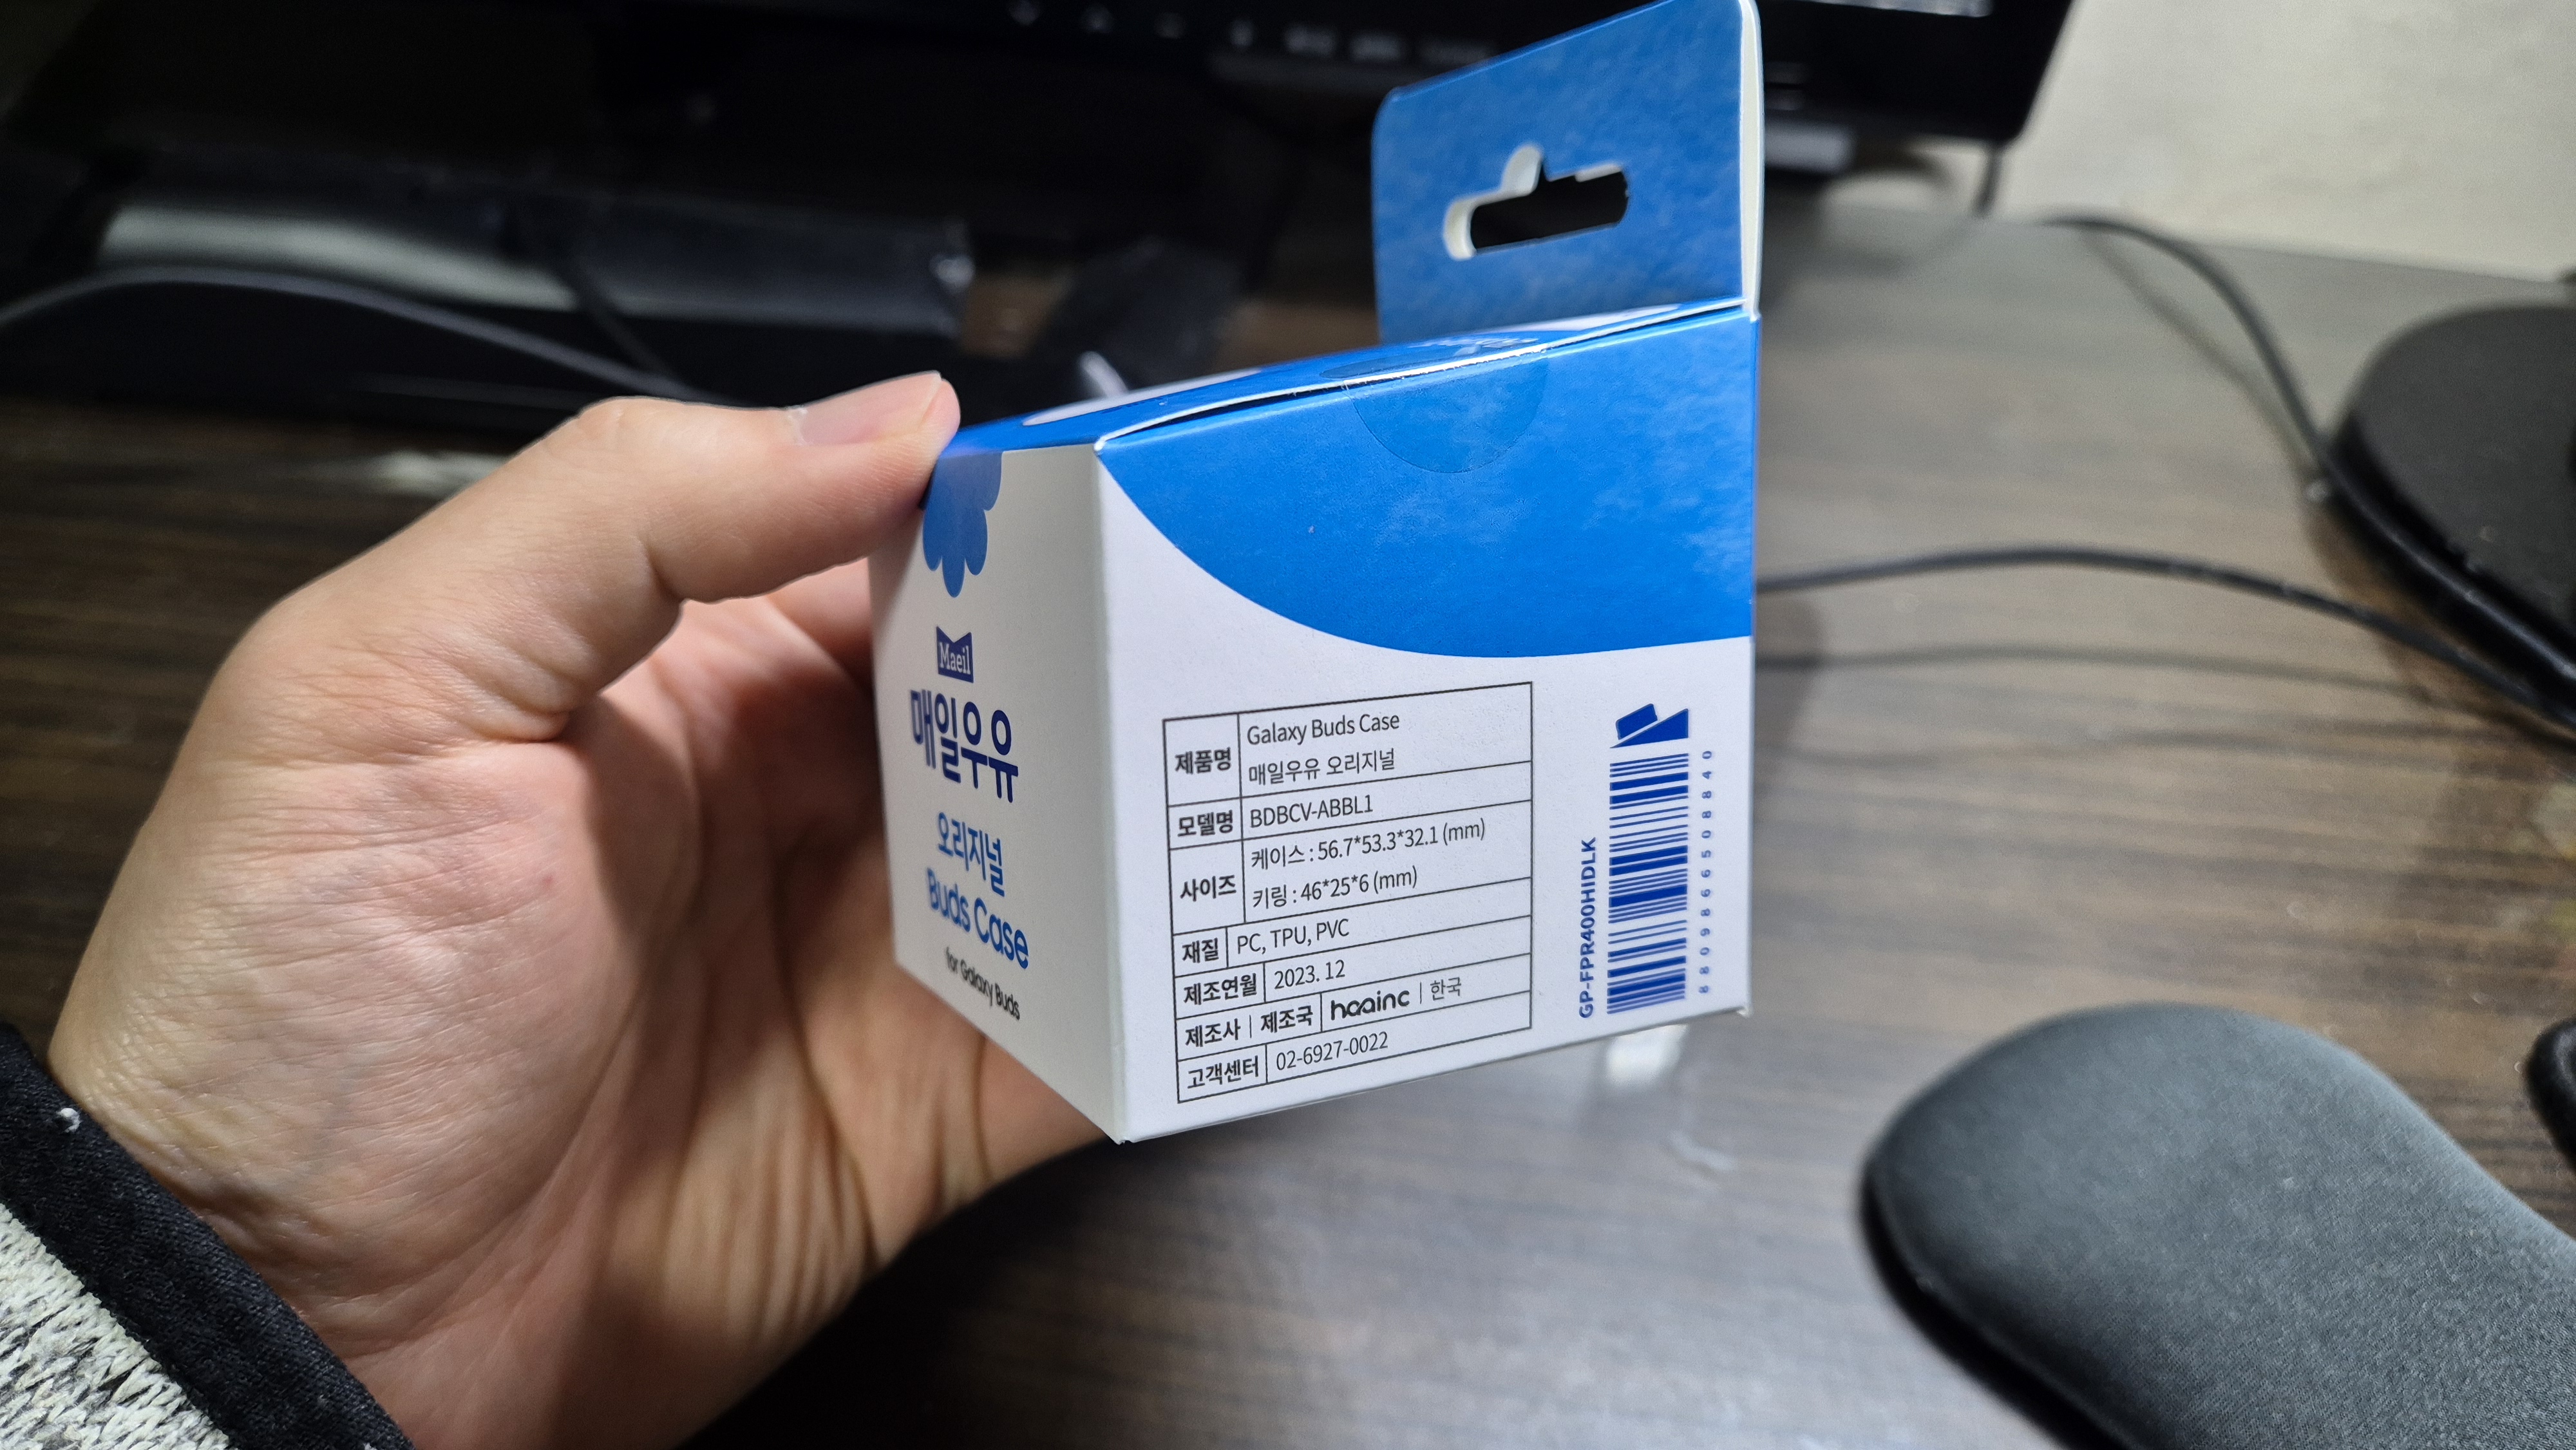 Maeil
매일우유
오리지널
Buds Case
for Galaxy Buds
제품명 Galaxy Buds Case
매일우유 오리지널
모델명 BDBCV-ABBL1
사이즈 케이스 : 56.7*53.3*32.1 (mm)
키링 : 46*25*6 (mm)
재질 PC, TPU, PVC
제조연월 2023. 12
제조사 | 제조국 haainc | 한국
고객센터 02-6927-0022
GP-FPR400HIDLK
8809866508840